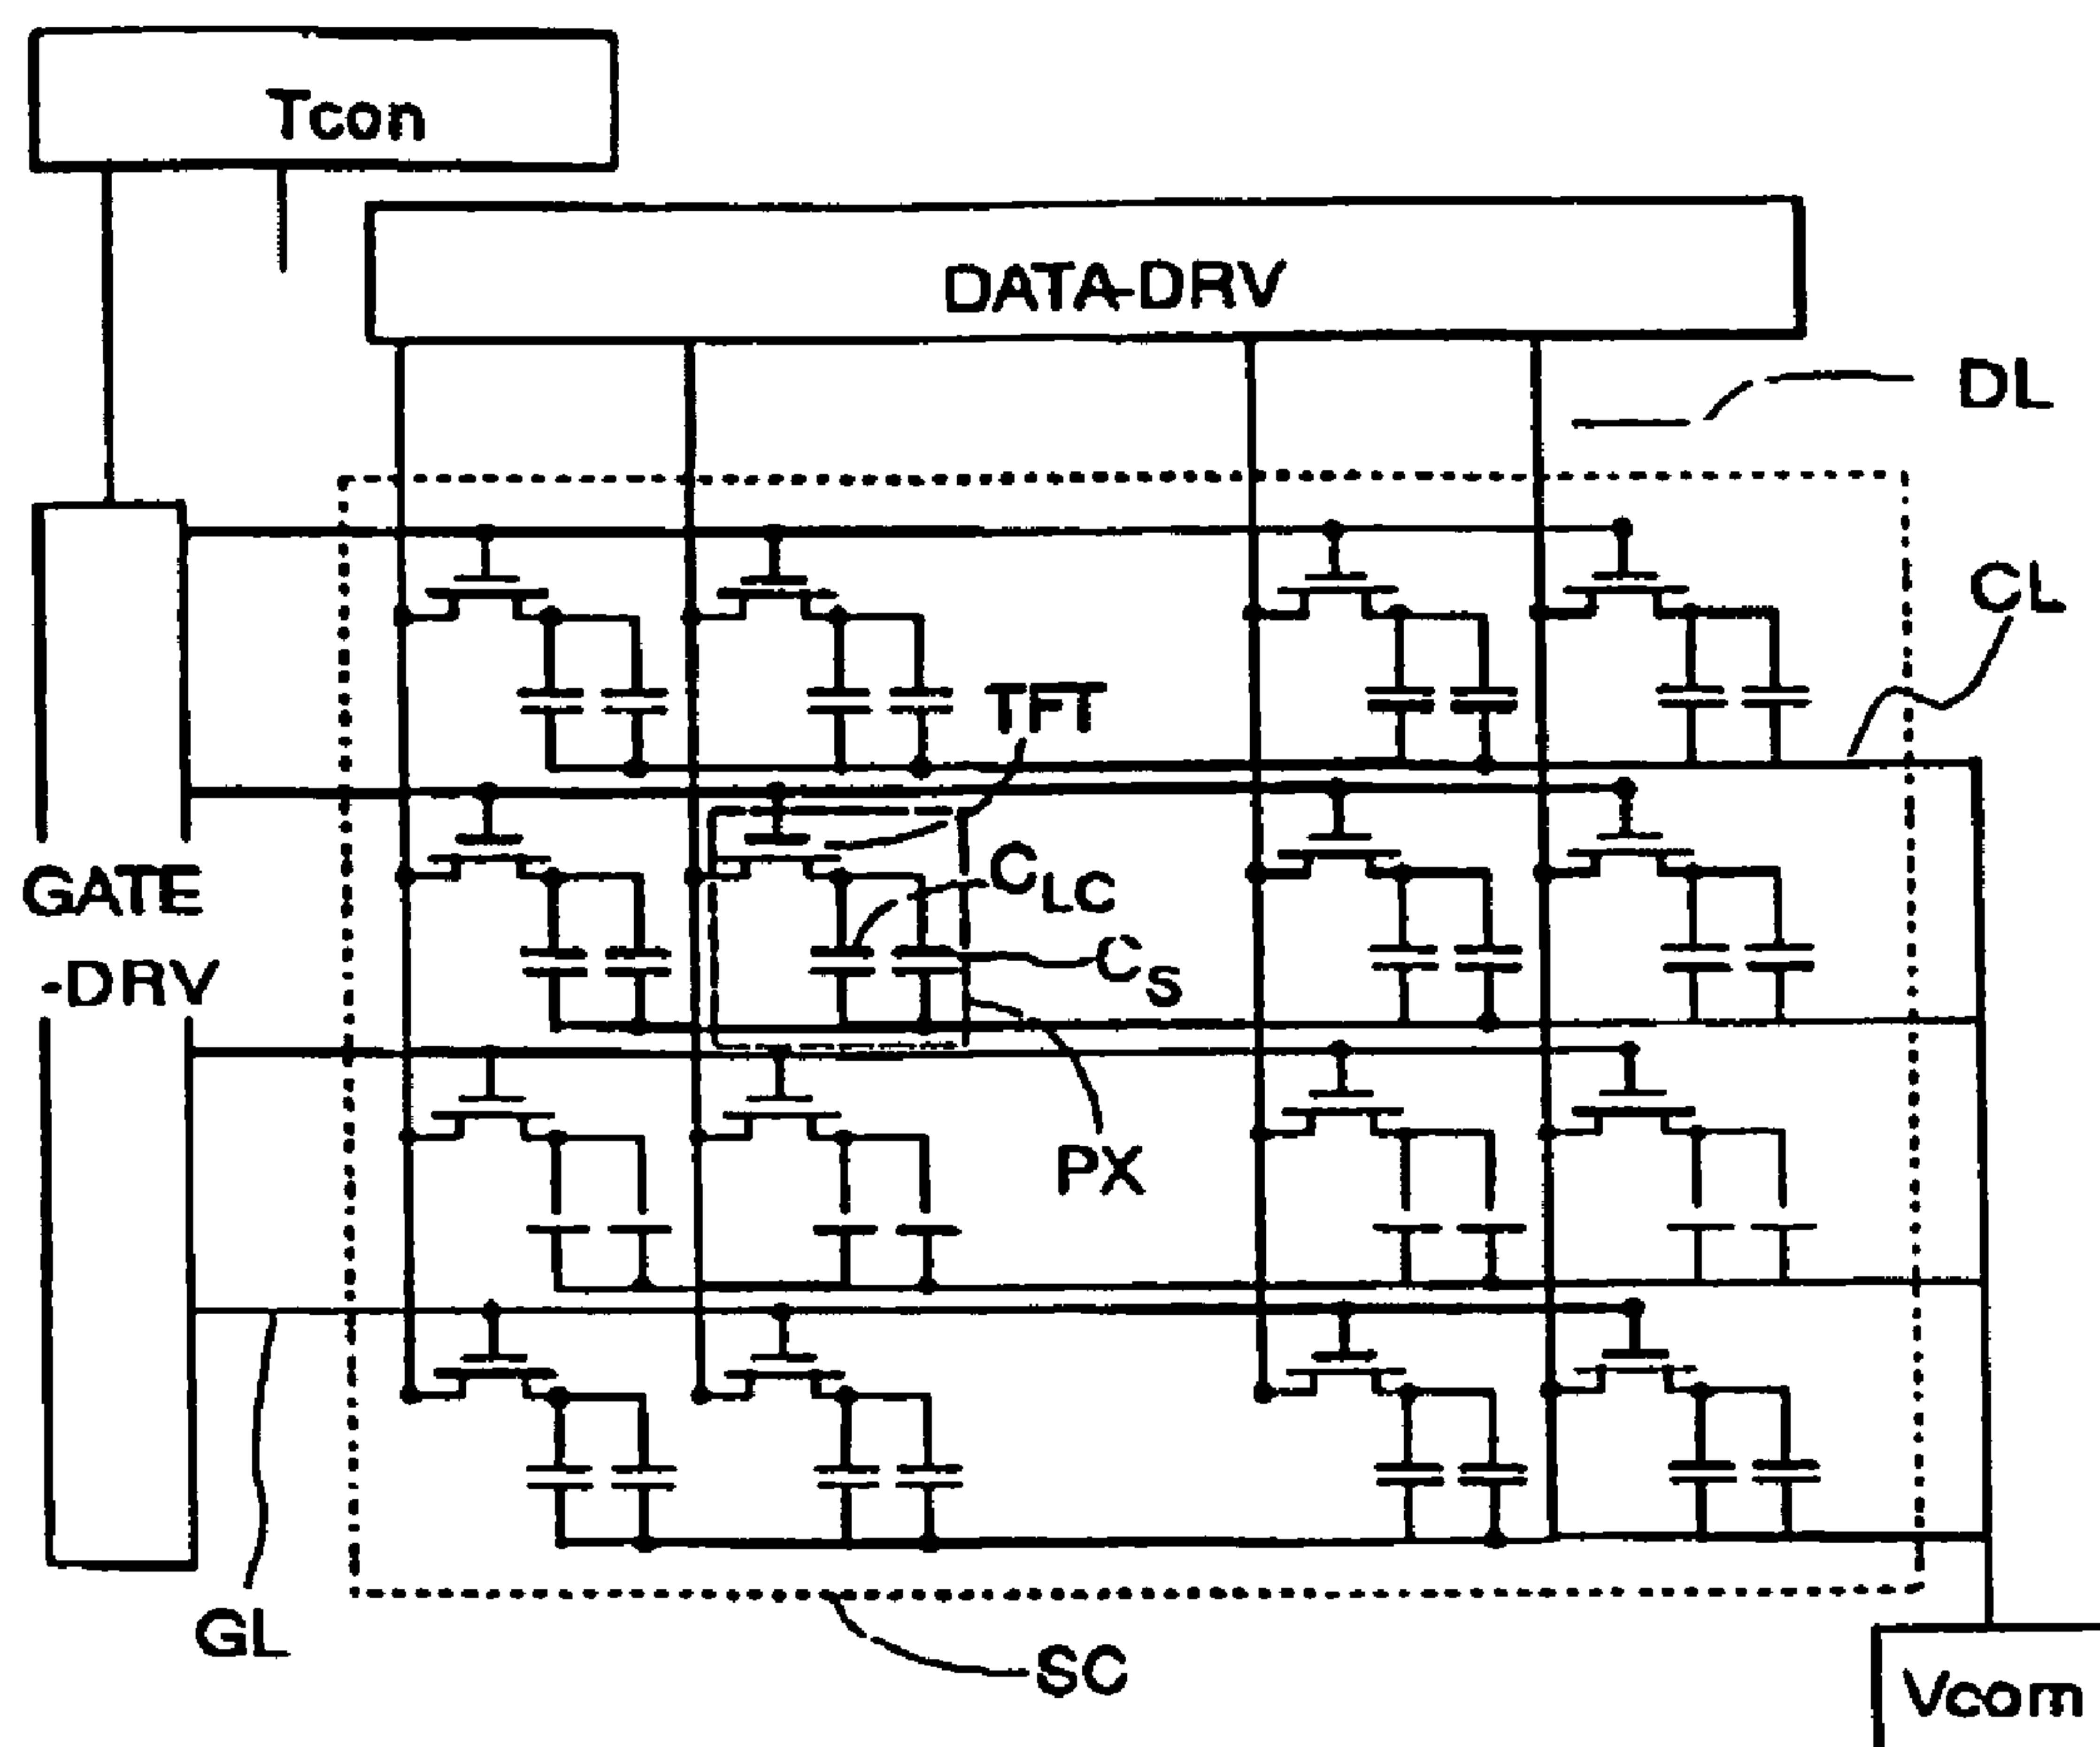 Tcon
DATA-DRV
DL
CL
TFT
GATE
-DRV
CLC
CS
PX
GL
SC
Vcom